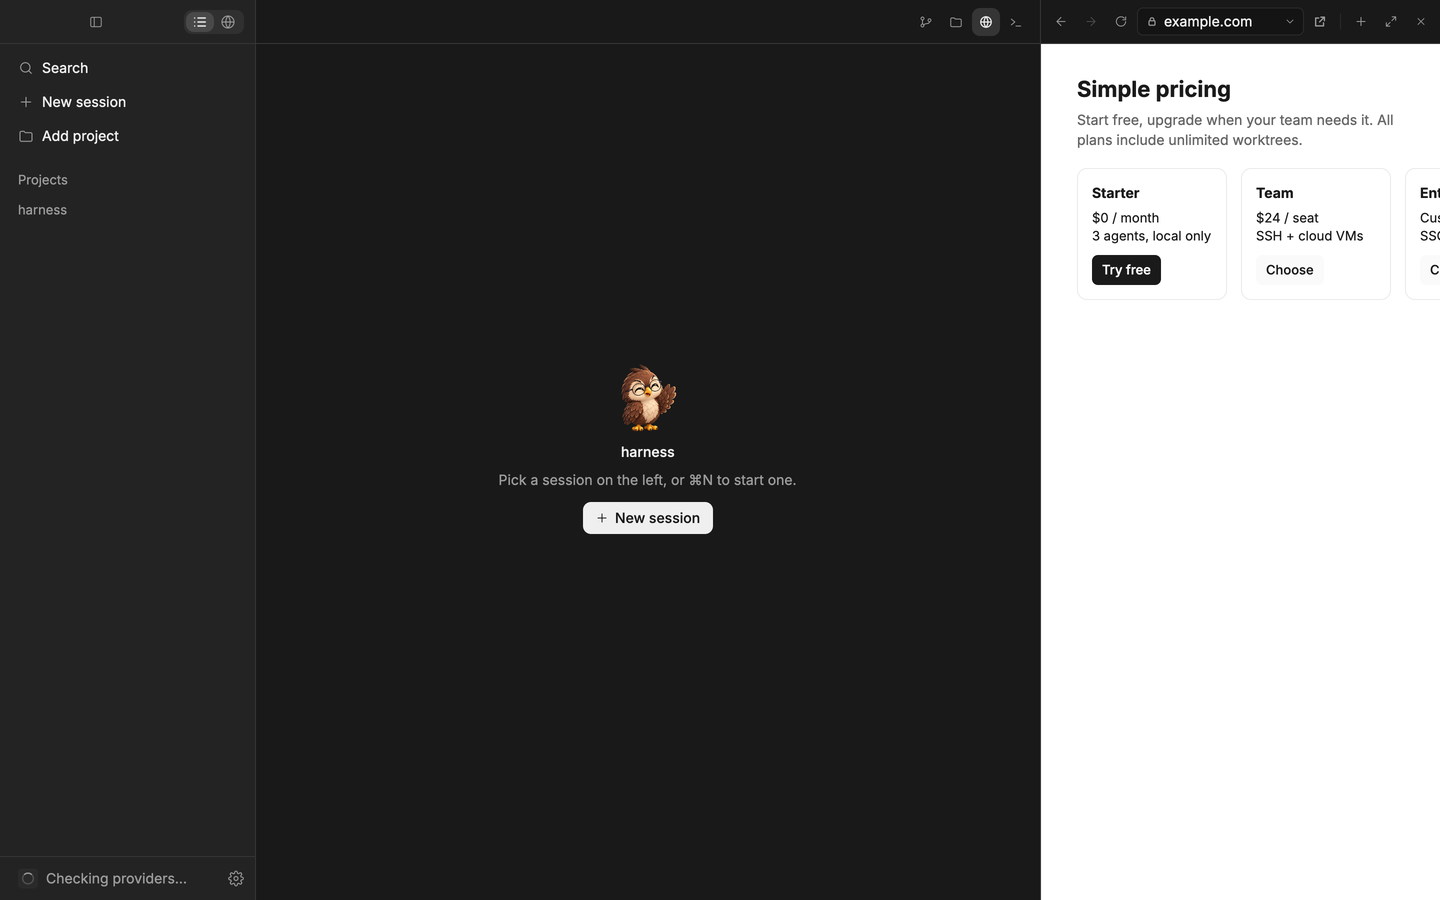 Search
New session
Add project
Projects
harness
Checking providers...
harness
Pick a session on the left, or ⌘N to start one.
New session
example.com
Simple pricing
Start free, upgrade when your team needs it. All
plans include unlimited worktrees.
Starter
$0 / month
3 agents, local only
Try free
Team
$24 / seat
SSH + cloud VMs
Choose